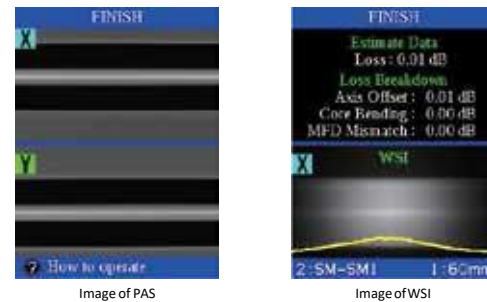 FINISH
X
Y
? How to operate
Image of PAS
FINISH
Estimate Data
Loss : 0.01 dB
Loss Breakdown
Axis Offset : 0.01 dB
Core Bending : 0.00 dB
MFD Mismatch : 0.00 dB
X WSI
2:SM-SM1 1:60mm
Image of WSI